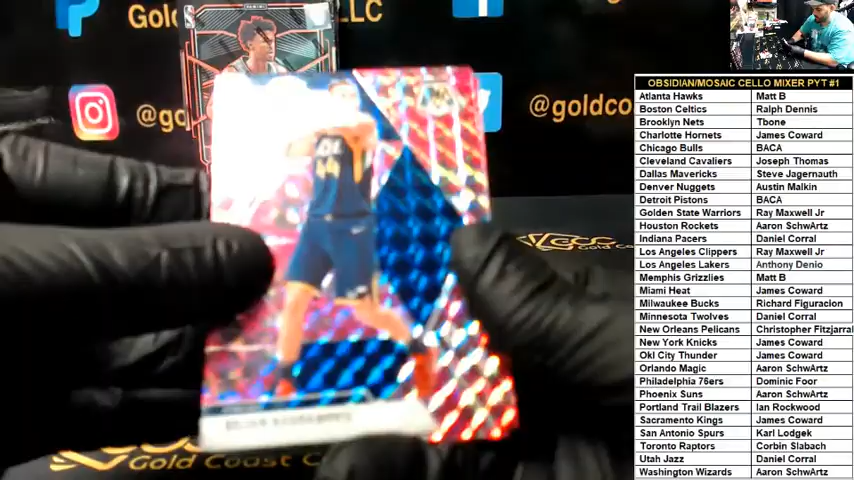 Gold
LLC
@go
@goldco
44
GCC
Gold Coast C
Gold Co
OBSIDIAN/MOSAIC CELLO MIXER PYT #1
Atlanta Hawks Matt B
Boston Celtics Ralph Dennis
Brooklyn Nets Tbone
Charlotte Hornets James Coward
Chicago Bulls BACA
Cleveland Cavaliers Joseph Thomas
Dallas Mavericks Steve Jagernauth
Denver Nuggets Austin Malkin
Detroit Pistons BACA
Golden State Warriors Ray Maxwell Jr
Houston Rockets Aaron SchwArtz
Indiana Pacers Daniel Corral
Los Angeles Clippers Ray Maxwell Jr
Los Angeles Lakers Anthony Denio
Memphis Grizzlies Matt B
Miami Heat James Coward
Milwaukee Bucks Richard Figuracion
Minnesota Twolves Daniel Corral
New Orleans Pelicans Christopher Fitzjarral
New York Knicks James Coward
Okl City Thunder James Coward
Orlando Magic Aaron SchwArtz
Philadelphia 76ers Dominic Foor
Phoenix Suns Aaron SchwArtz
Portland Trail Blazers Ian Rockwood
Sacramento Kings James Coward
San Antonio Spurs Karl Lodgek
Toronto Raptors Corbin Slabach
Utah Jazz Daniel Corral
Washington Wizards Aaron SchwArtz